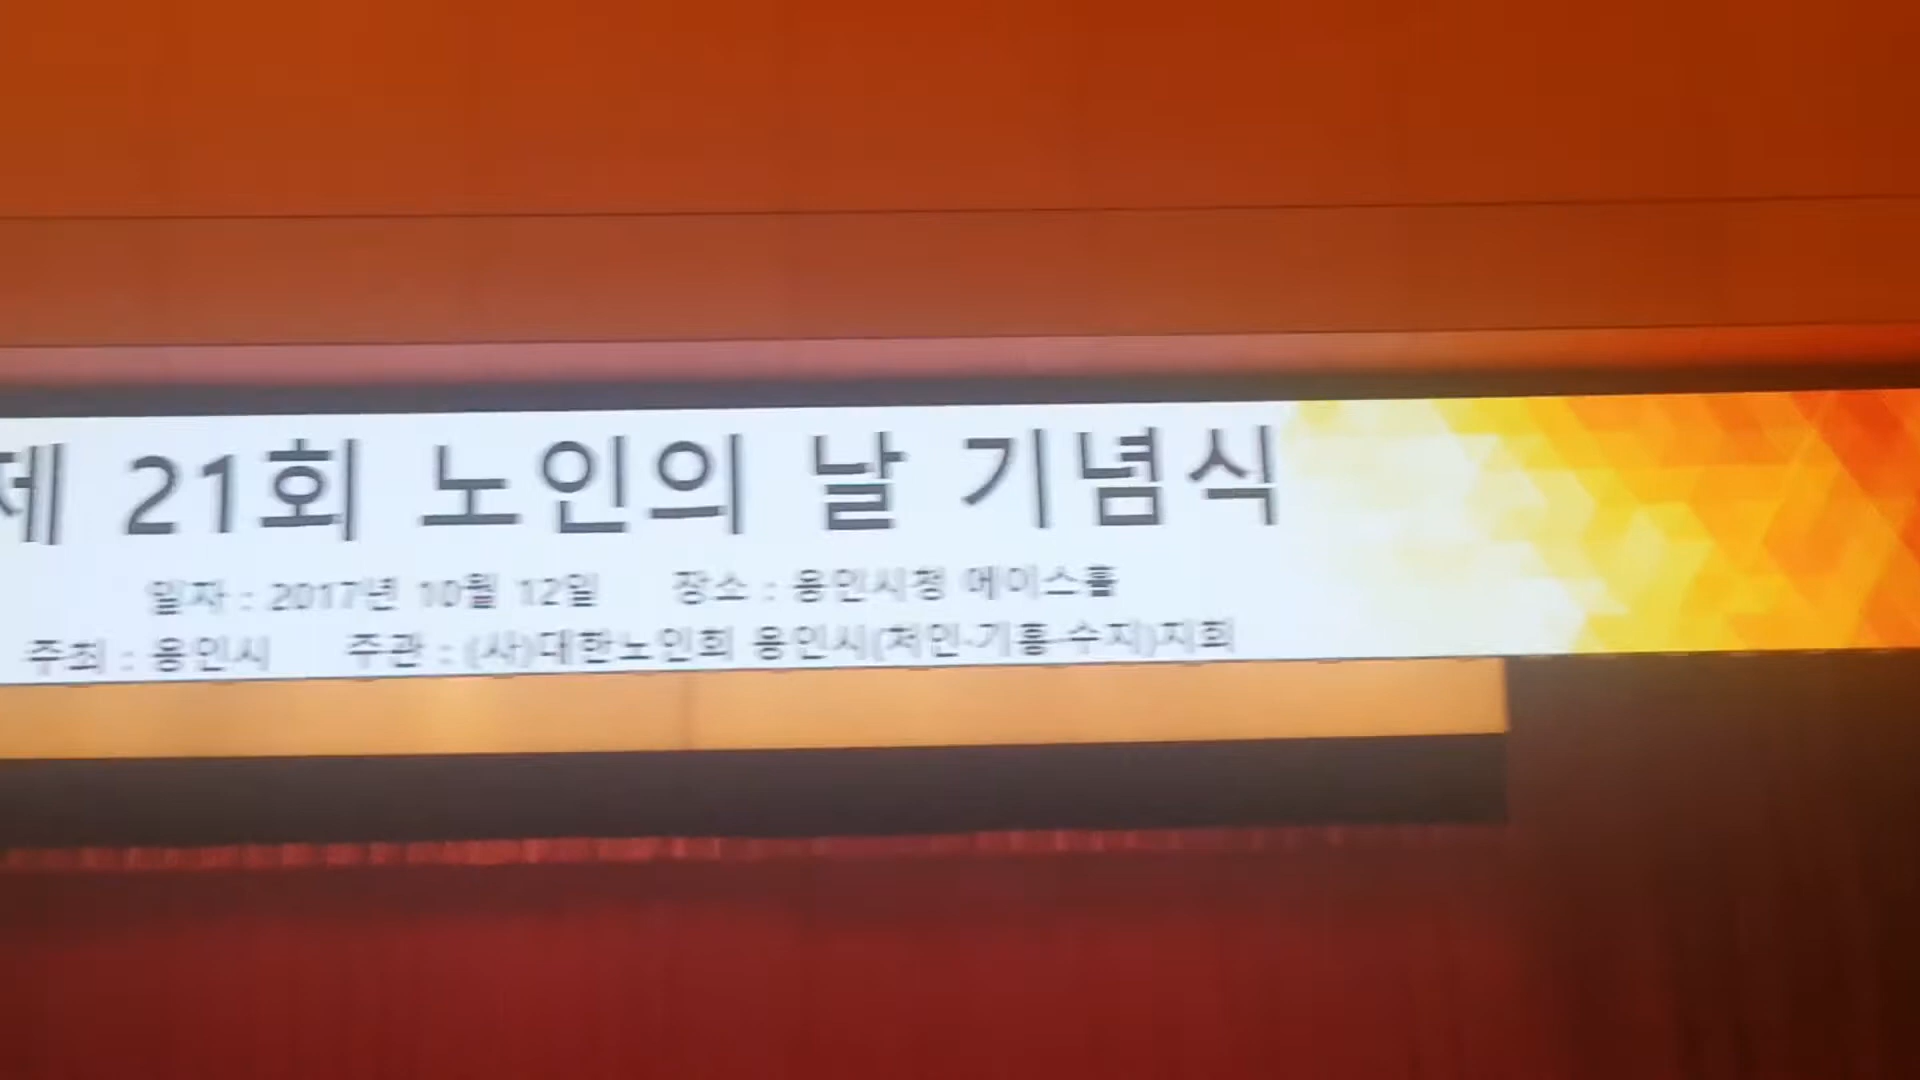 제 21회 노인의 날 기념식
일자 : 2017년 10월 12일 장소 : 용인시청 에이스홀
주최 : 용인시 주관 : (사)대한노인회 용인시(처인·기흥·수지)지회